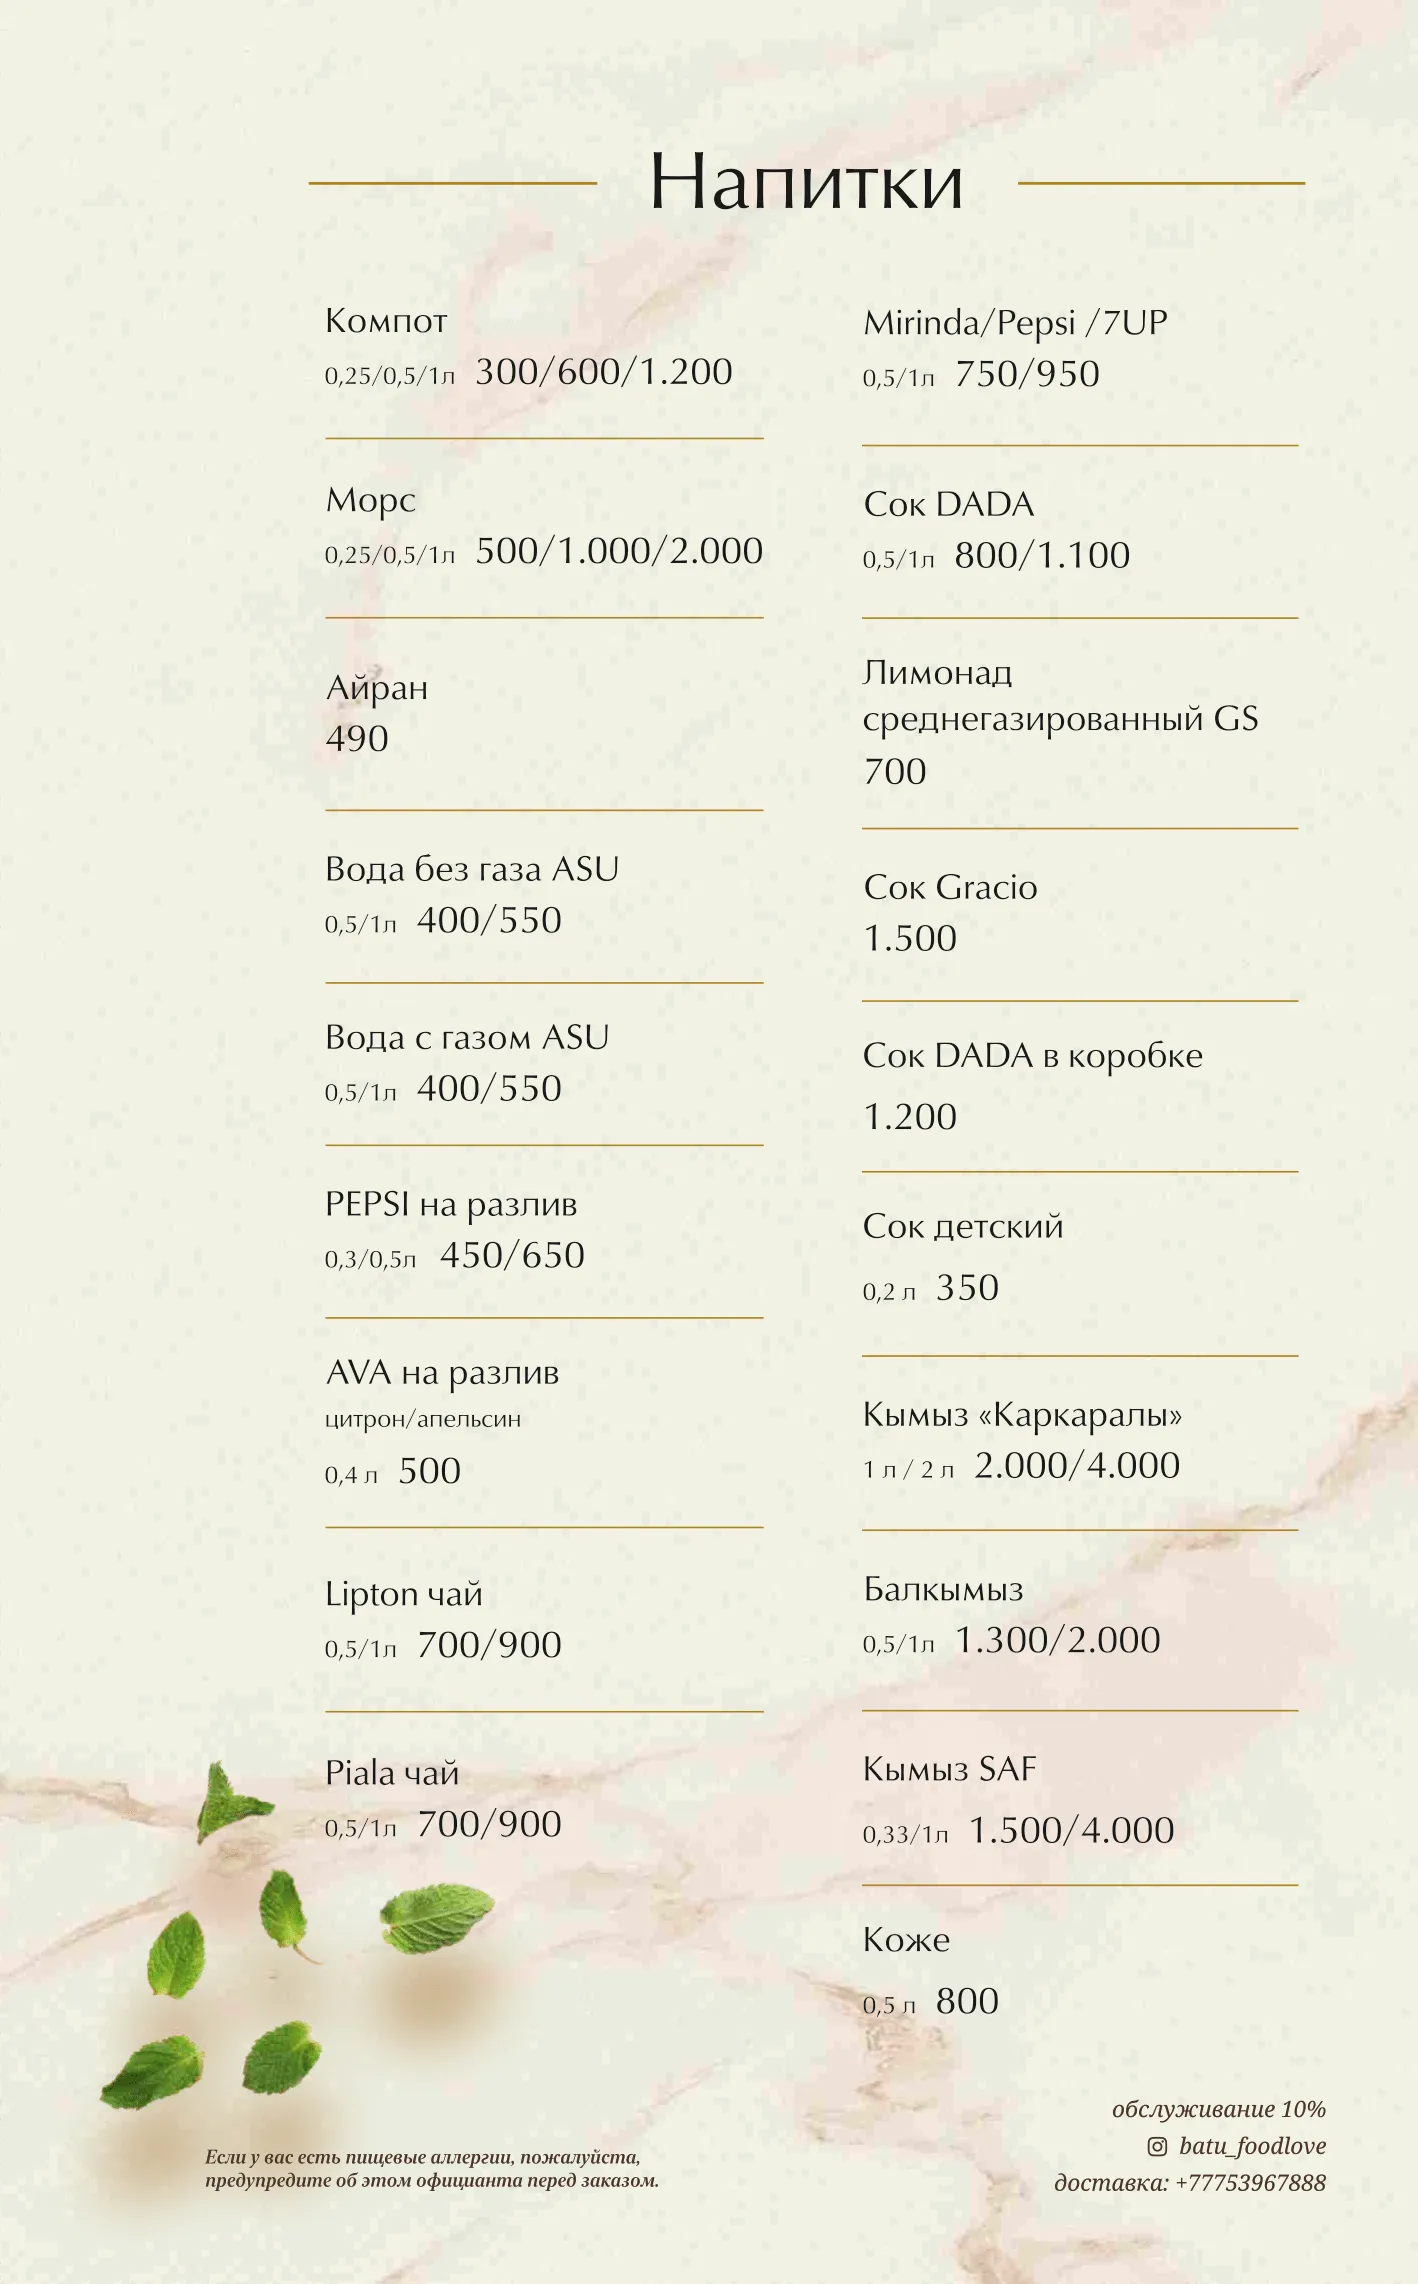 Напитки
Компот
0,25/0,5/1л 300/600/1.200
Морс
0,25/0,5/1л 500/1.000/2.000
Айран
490
Вода без газа ASU
0,5/1л 400/550
Вода с газом ASU
0,5/1л 400/550
PEPSI на разлив
0,3/0,5л 450/650
AVA на разлив
цитрон/апельсин
0,4 л 500
Lipton чай
0,5/1л 700/900
Piala чай
0,5/1л 700/900
Mirinda/Pepsi /7UP
0,5/1л 750/950
Сок DADA
0,5/1л 800/1.100
Лимонад
среднегазированный GS
700
Сок Gracio
1.500
Сок DADA в коробке
1.200
Сок детский
0,2 л 350
Кымыз «Каркаралы»
1 л / 2 л 2.000/4.000
Балкымыз
0,5/1л 1.300/2.000
Кымыз SAF
0,33/1л 1.500/4.000
Коже
0,5 л 800
Если у вас есть пищевые аллергии, пожалуйста,
предупредите об этом официанта перед заказом.
обслуживание 10%
batu_foodlove
доставка: +77753967888